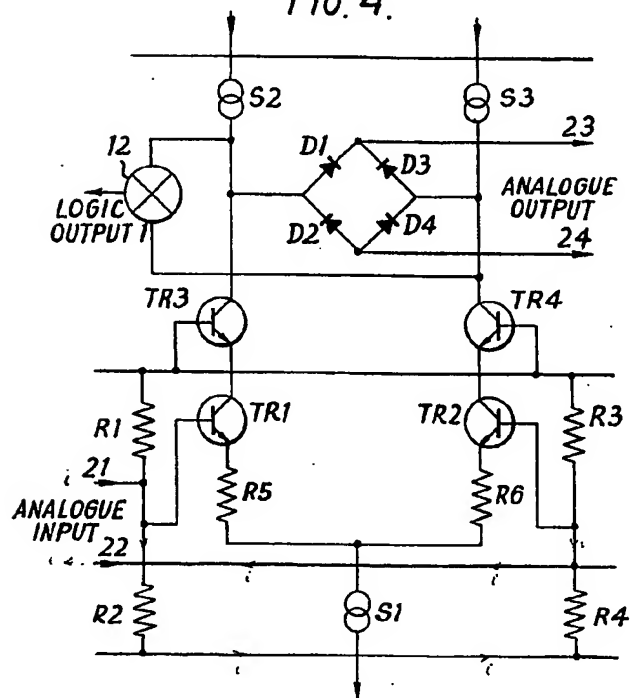 FIG. 4.
S2
S3
12
D1
D3
23
LOGIC
OUTPUT 1
ANALOGUE
OUTPUT
D2
D4
24
TR3
TR4
R1
TR1
TR2
R3
i 21
R5
R6
ANALOGUE
INPUT
i
22
i
i
R2
S1
R4
i
i